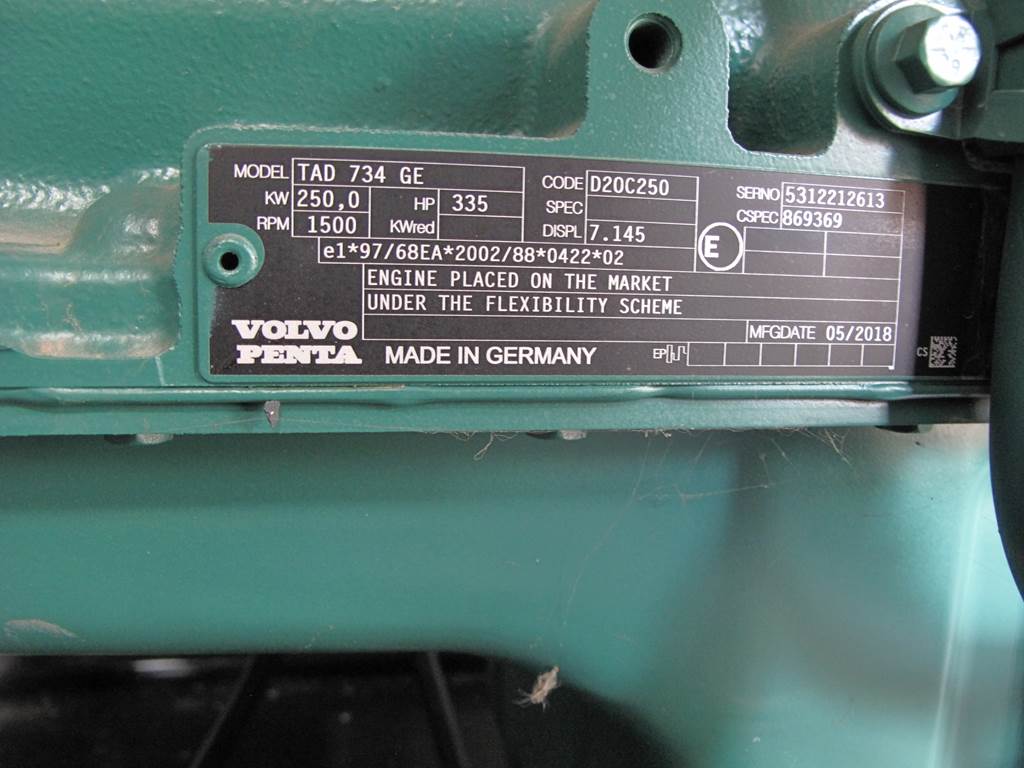 MODEL TAD 734 GE CODE D20C250 SERNO 5312212613
KW 250,0 HP 335 SPEC CSPEC 869369
RPM 1500 KWred DISPL 7.145 E
e1*97/68EA*2002/88*0422*02
ENGINE PLACED ON THE MARKET
UNDER THE FLEXIBILITY SCHEME
MFGDATE 05/2018
VOLVO
PENTA MADE IN GERMANY EP CS